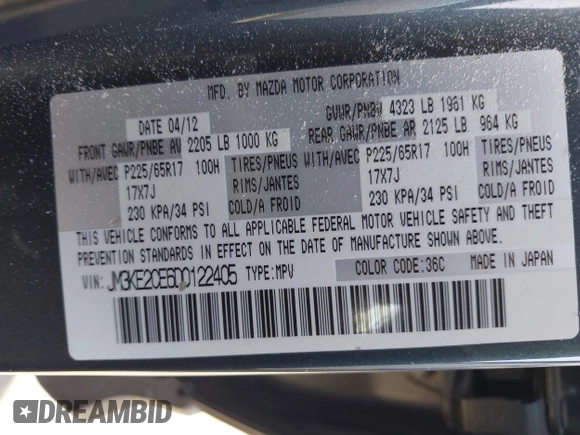 MFD. BY MAZDA MOTOR CORPORATION
DATE 04/12 GVWR/PNBV 4323 LB 1961 KG
FRONT GAWR/PNBE AV 2205 LB 1000 KG REAR GAWR/PNBE AR 2125 LB 964 KG
WITH/AVEC P225/65R17 100H TIRES/PNEUS WITH/AVEC P225/65R17 100H TIRES/PNEUS
17X7J RIMS/JANTES 17X7J RIMS/JANTES
230 KPA/34 PSI COLD/A FROID 230 KPA/34 PSI COLD/A FROID
THIS VEHICLE CONFORMS TO ALL APPLICABLE FEDERAL MOTOR VEHICLE SAFETY AND THEFT
PREVENTION STANDARDS IN EFFECT ON THE DATE OF MANUFACTURE SHOWN ABOVE.
VIN: JM3KE2CE6D0122405 TYPE: MPV COLOR CODE: 36C MADE IN JAPAN
DREAMBID